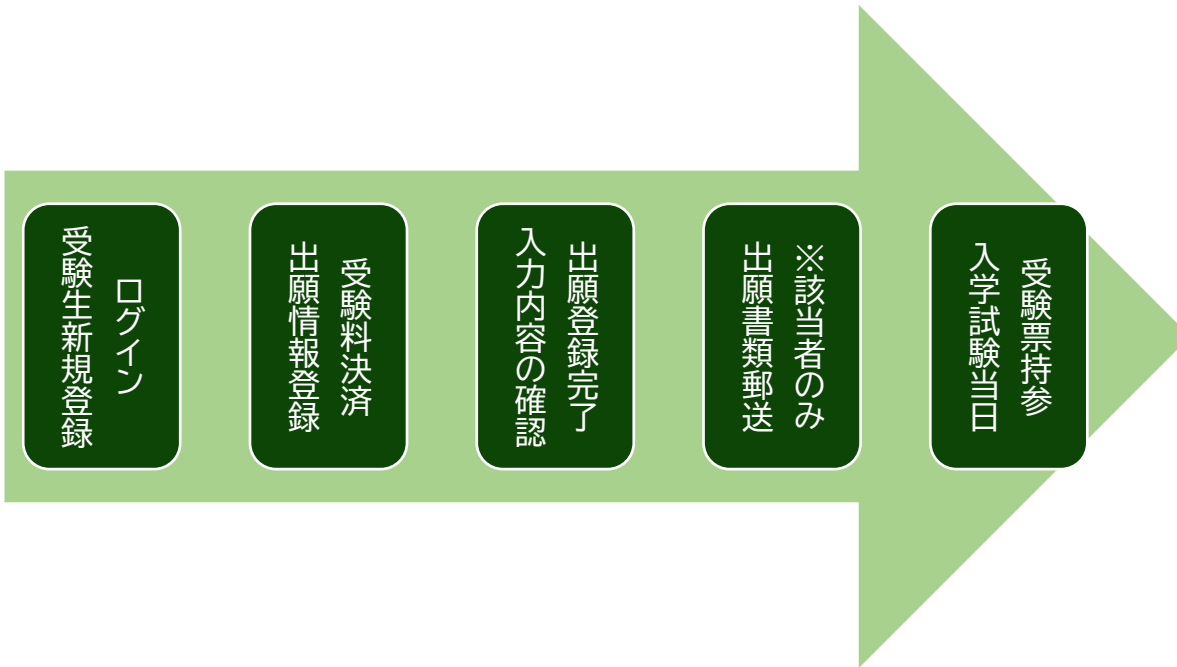 ログイン
受験生新規登録
受験料決済
出願情報登録
出願登録完了
入力内容の確認
※該当者のみ
出願書類郵送
受験票持参
入学試験当日